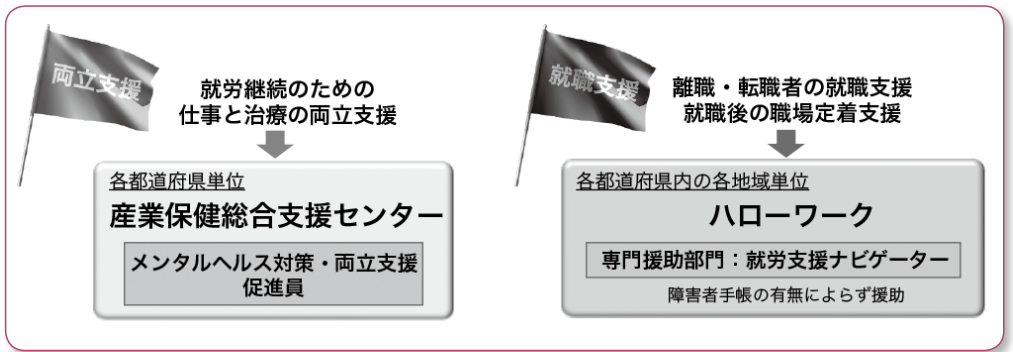 両立支援
就労継続のための
仕事と治療の両立支援
各都道府県単位
産業保健総合支援センター
メンタルヘルス対策・両立支援
促進員
就職支援
離職・転職者の就職支援
就職後の職場定着支援
各都道府県内の各地域単位
ハローワーク
専門援助部門：就労支援ナビゲーター
障害者手帳の有無によらず援助